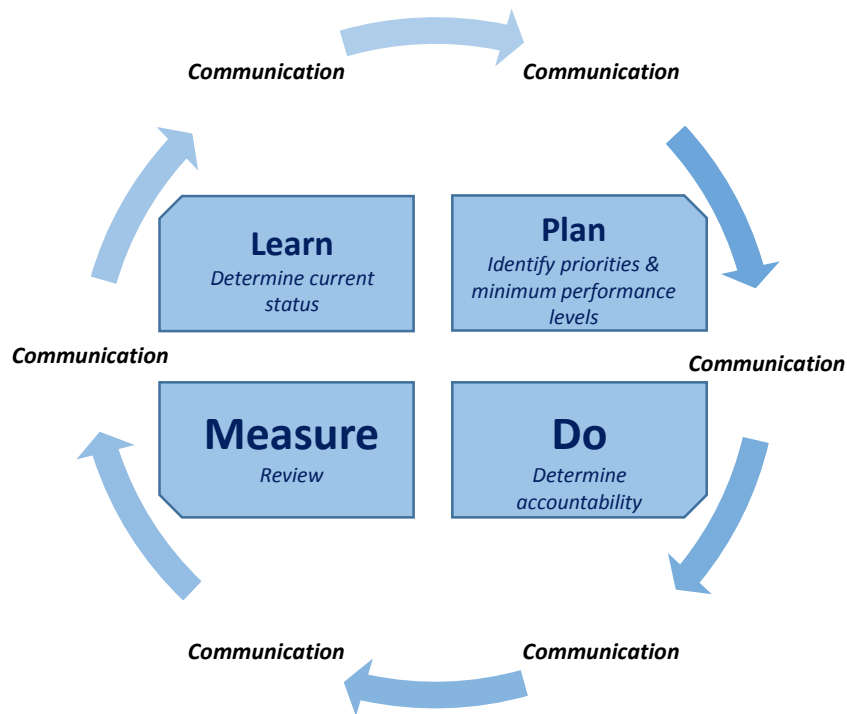 Communication
Communication
Learn
Determine current
status
Plan
Identify priorities &
minimum performance
levels
Communication
Communication
Measure
Review
Do
Determine
accountability
Communication
Communication